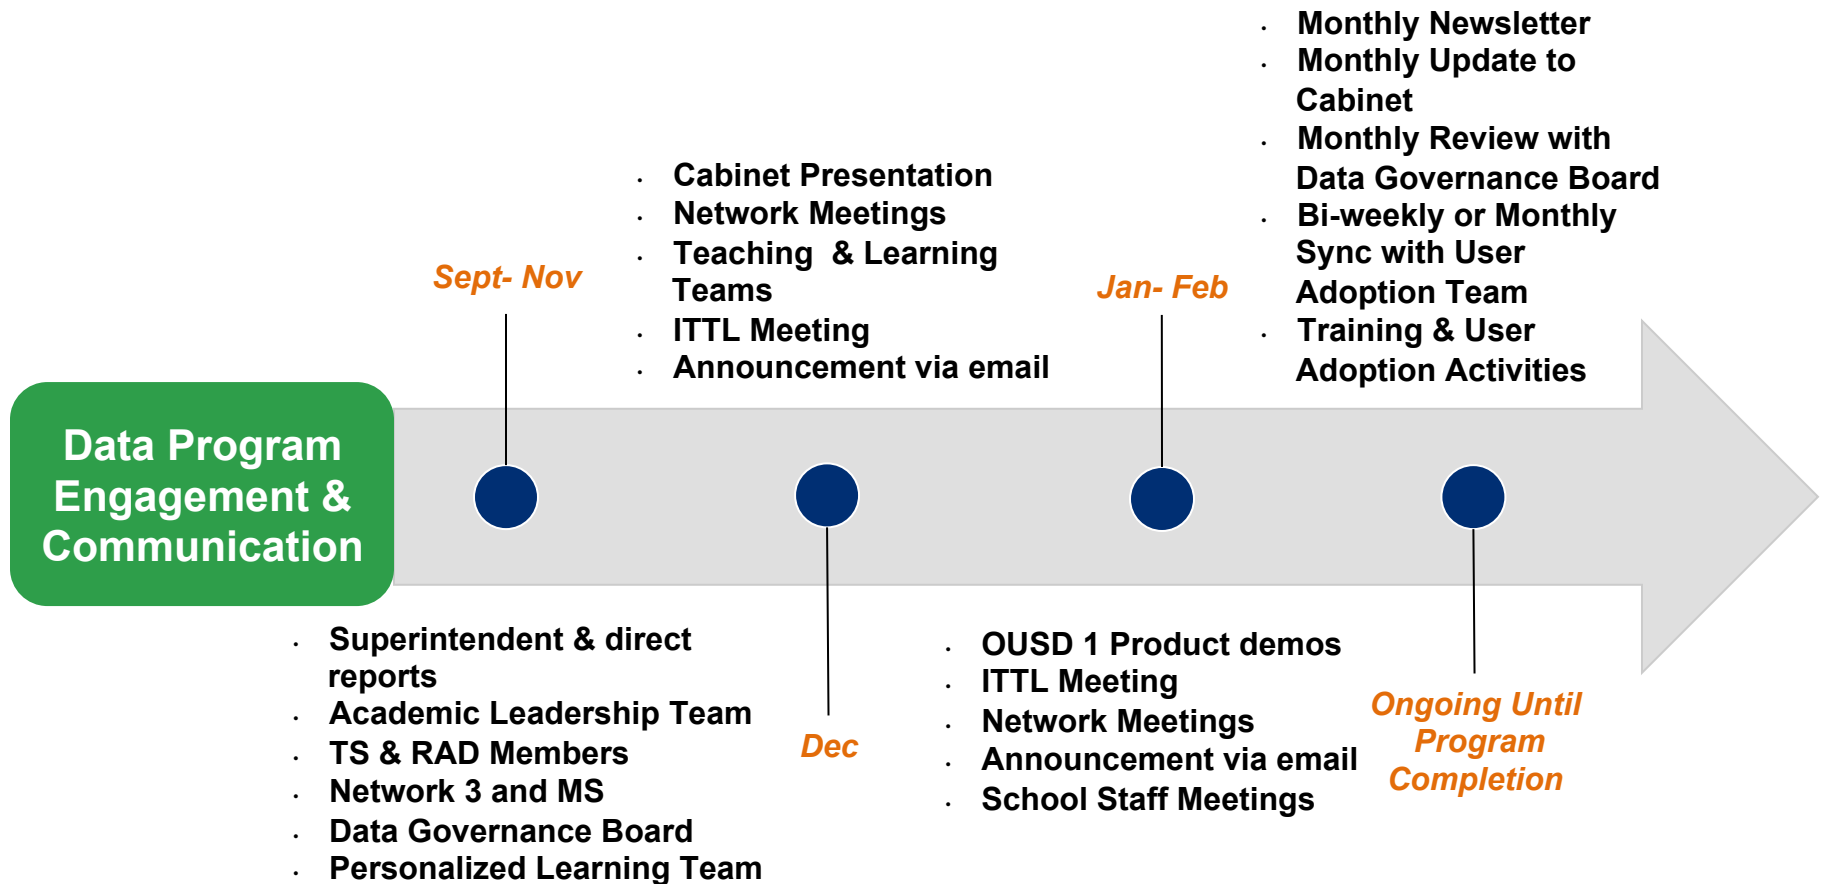 Data Program
Engagement &
Communication
Sept- Nov
· Superintendent & direct
reports
· Academic Leadership Team
· TS & RAD Members
· Network 3 and MS
· Data Governance Board
· Personalized Learning Team
· Cabinet Presentation
· Network Meetings
· Teaching  & Learning
Teams
· ITTL Meeting
· Announcement via email
Dec
Jan- Feb
· OUSD 1 Product demos
· ITTL Meeting
· Network Meetings
· Announcement via email
· School Staff Meetings
· Monthly Newsletter
· Monthly Update to
Cabinet
· Monthly Review with
Data Governance Board
· Bi-weekly or Monthly
Sync with User
Adoption Team
· Training & User
Adoption Activities
Ongoing Until
Program
Completion